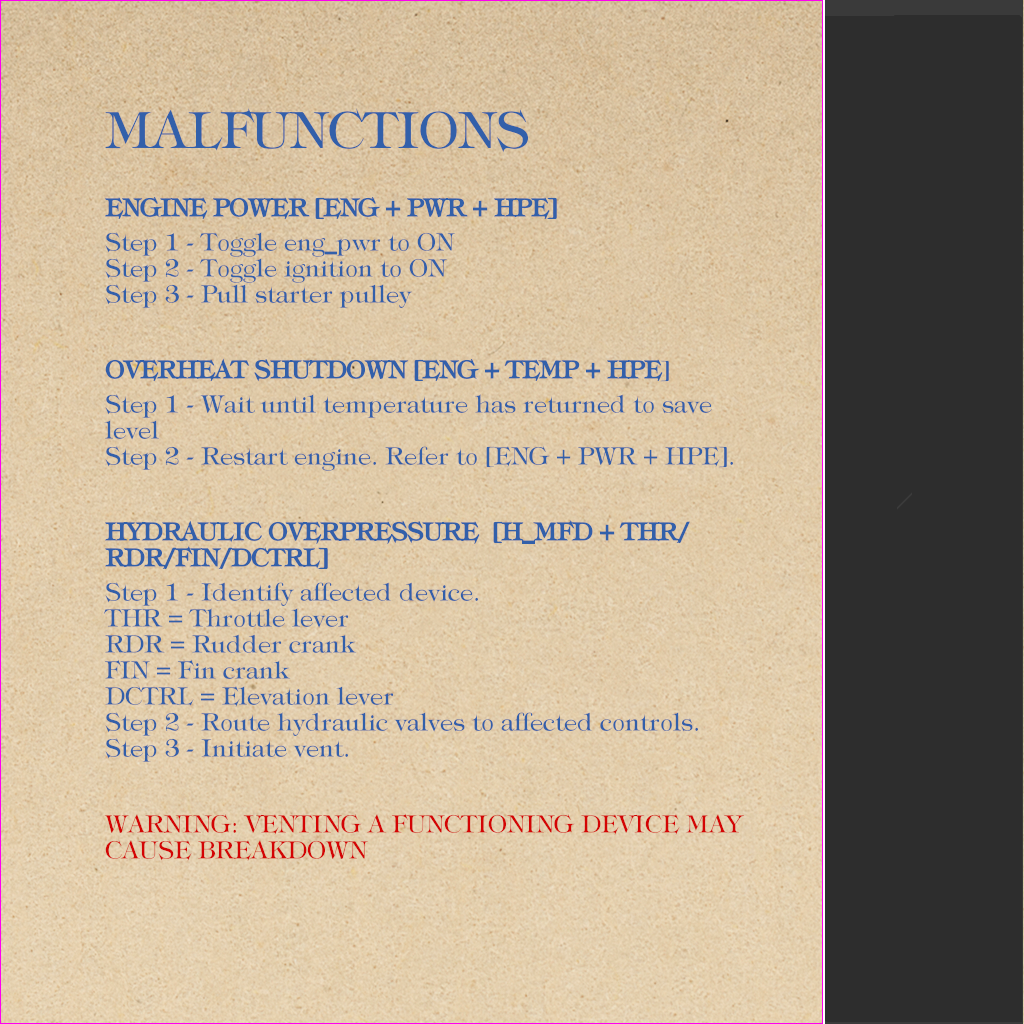 MALFUNCTIONS
ENGINE POWER [ENG + PWR + HPE]
Step 1 - Toggle eng_pwr to ON
Step 2 - Toggle ignition to ON
Step 3 - Pull starter pulley
OVERHEAT SHUTDOWN [ENG + TEMP + HPE]
Step 1 - Wait until temperature has returned to save
level
Step 2 - Restart engine. Refer to [ENG + PWR + HPE].
HYDRAULIC OVERPRESSURE [H_MFD + THR/
RDR/FIN/DCTRL]
Step 1 - Identify affected device.
THR = Throttle lever
RDR = Rudder crank
FIN = Fin crank
DCTRL = Elevation lever
Step 2 - Route hydraulic valves to affected controls.
Step 3 - Initiate vent.
WARNING: VENTING A FUNCTIONING DEVICE MAY
CAUSE BREAKDOWN